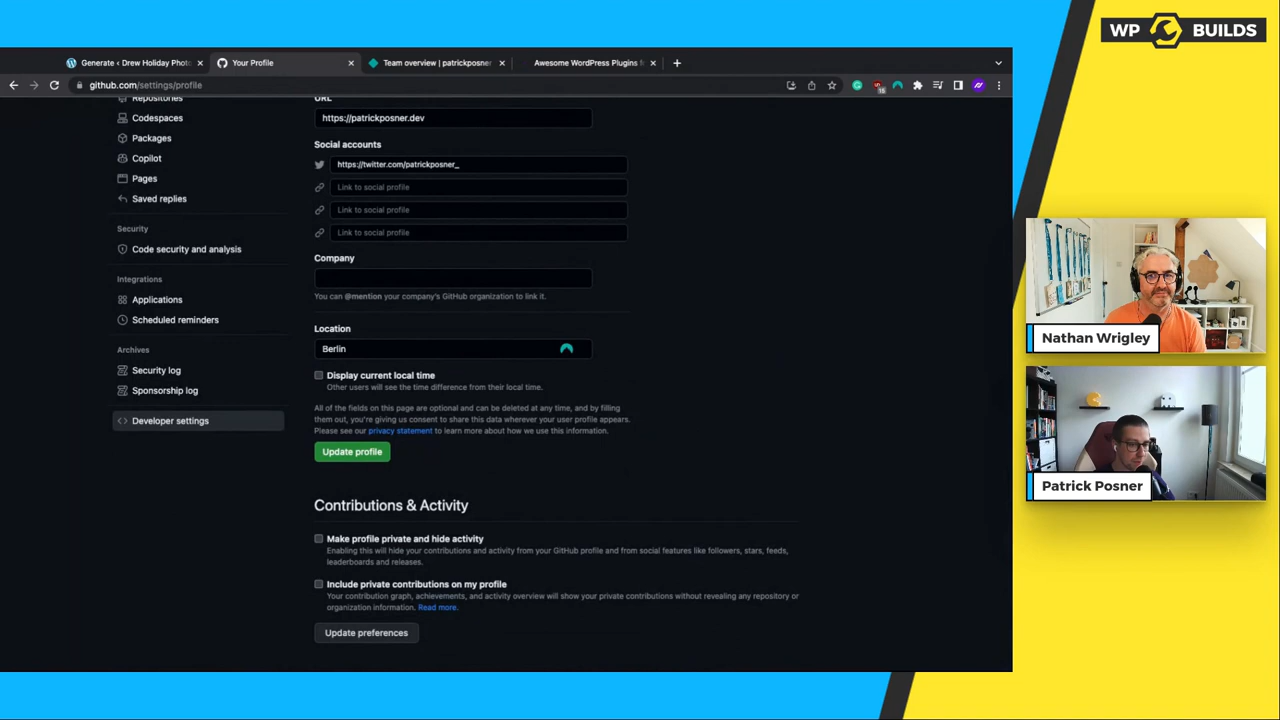 WP BUILDS
Generate ‹ Drew Holiday Photo
Your Profile
Team overview | patrickposner
Awesome WordPress Plugins f
github.com/settings/profile
Repositories
Codespaces
Packages
Copilot
Pages
Saved replies
Security
Code security and analysis
Integrations
Applications
Scheduled reminders
Archives
Security log
Sponsorship log
Developer settings
URL
https://patrickposner.dev
Social accounts
https://twitter.com/patrickposner_
Link to social profile
Link to social profile
Link to social profile
Company
You can @mention your company's GitHub organization to link it.
Location
Berlin
Display current local time
Other users will see the time difference from their local time.
All of the fields on this page are optional and can be deleted at any time, and by filling
them out, you're giving us consent to share this data wherever your user profile appears.
Please see our privacy statement to learn more about how we use this information.
Update profile
Contributions & Activity
Make profile private and hide activity
Enabling this will hide your contributions and activity from your GitHub profile and from social features like followers, stars, feeds,
leaderboards and releases.
Include private contributions on my profile
Your contribution graph, achievements, and activity overview will show your private contributions without revealing any repository or
organization information. Read more.
Update preferences
Nathan Wrigley
Patrick Posner